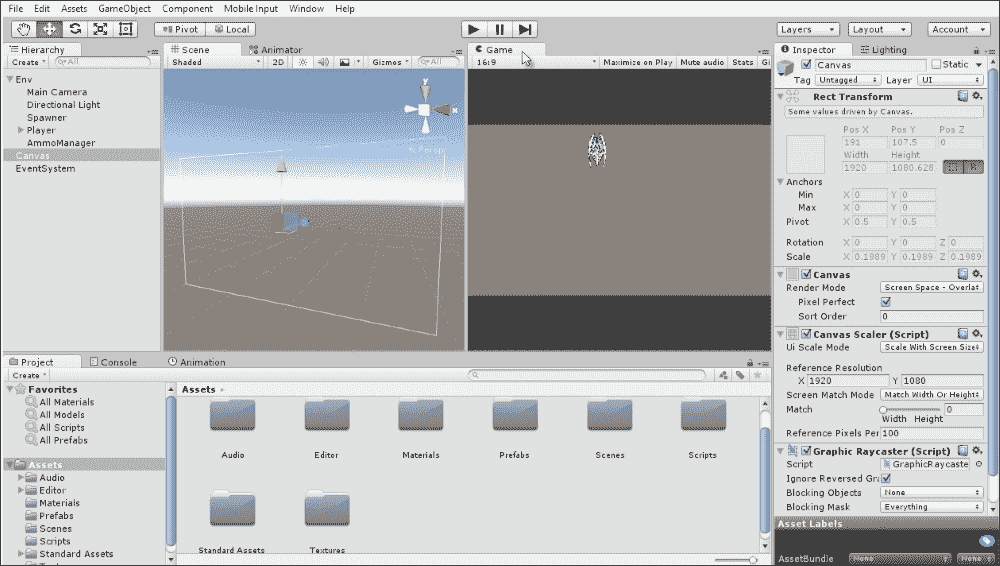 File Edit Assets GameObject Component Mobile Input Window Help
Pivot Local Layers Layout Account
Hierarchy
Create All
Env
Main Camera
Directional Light
Spawner
Player
AmmoManager
Canvas
EventSystem
Scene Animator
Shaded 2D Gizmos All
y
x
Persp
Game
16:9 Maximize on Play Mute audio Stats Gi
Inspector Lighting
Canvas Static
Tag Untagged Layer UI
Rect Transform
Some values driven by Canvas.
Pos X Pos Y Pos Z
191 107.5 0
Width Height
1920 1080.628 R
Anchors
Min X 0 Y 0
Max X 0 Y 0
Pivot X 0.5 Y 0.5
Rotation X 0 Y 0 Z 0
Scale X 0.1989 Y 0.1989 Z 0.1989
Canvas
Render Mode Screen Space - Overla
Pixel Perfect
Sort Order 0
Canvas Scaler (Script)
Ui Scale Mode Scale With Screen Size
Reference Resolution
X 1920 Y 1080
Screen Match Mode Match Width Or Height
Match 0
Width Height
Reference Pixels Per 100
Graphic Raycaster (Script)
Script GraphicRaycaste
Ignore Reversed Gra
Blocking Objects None
Blocking Mask Everything
Asset Labels
AssetBundle None None
Project Console Animation
Create
Favorites
All Materials
All Models
All Scripts
All Prefabs
Assets
Audio
Editor
Materials
Prefabs
Scenes
Scripts
Standard Assets
Assets
Audio Editor Materials Prefabs Scenes Scripts
Standard Assets Textures